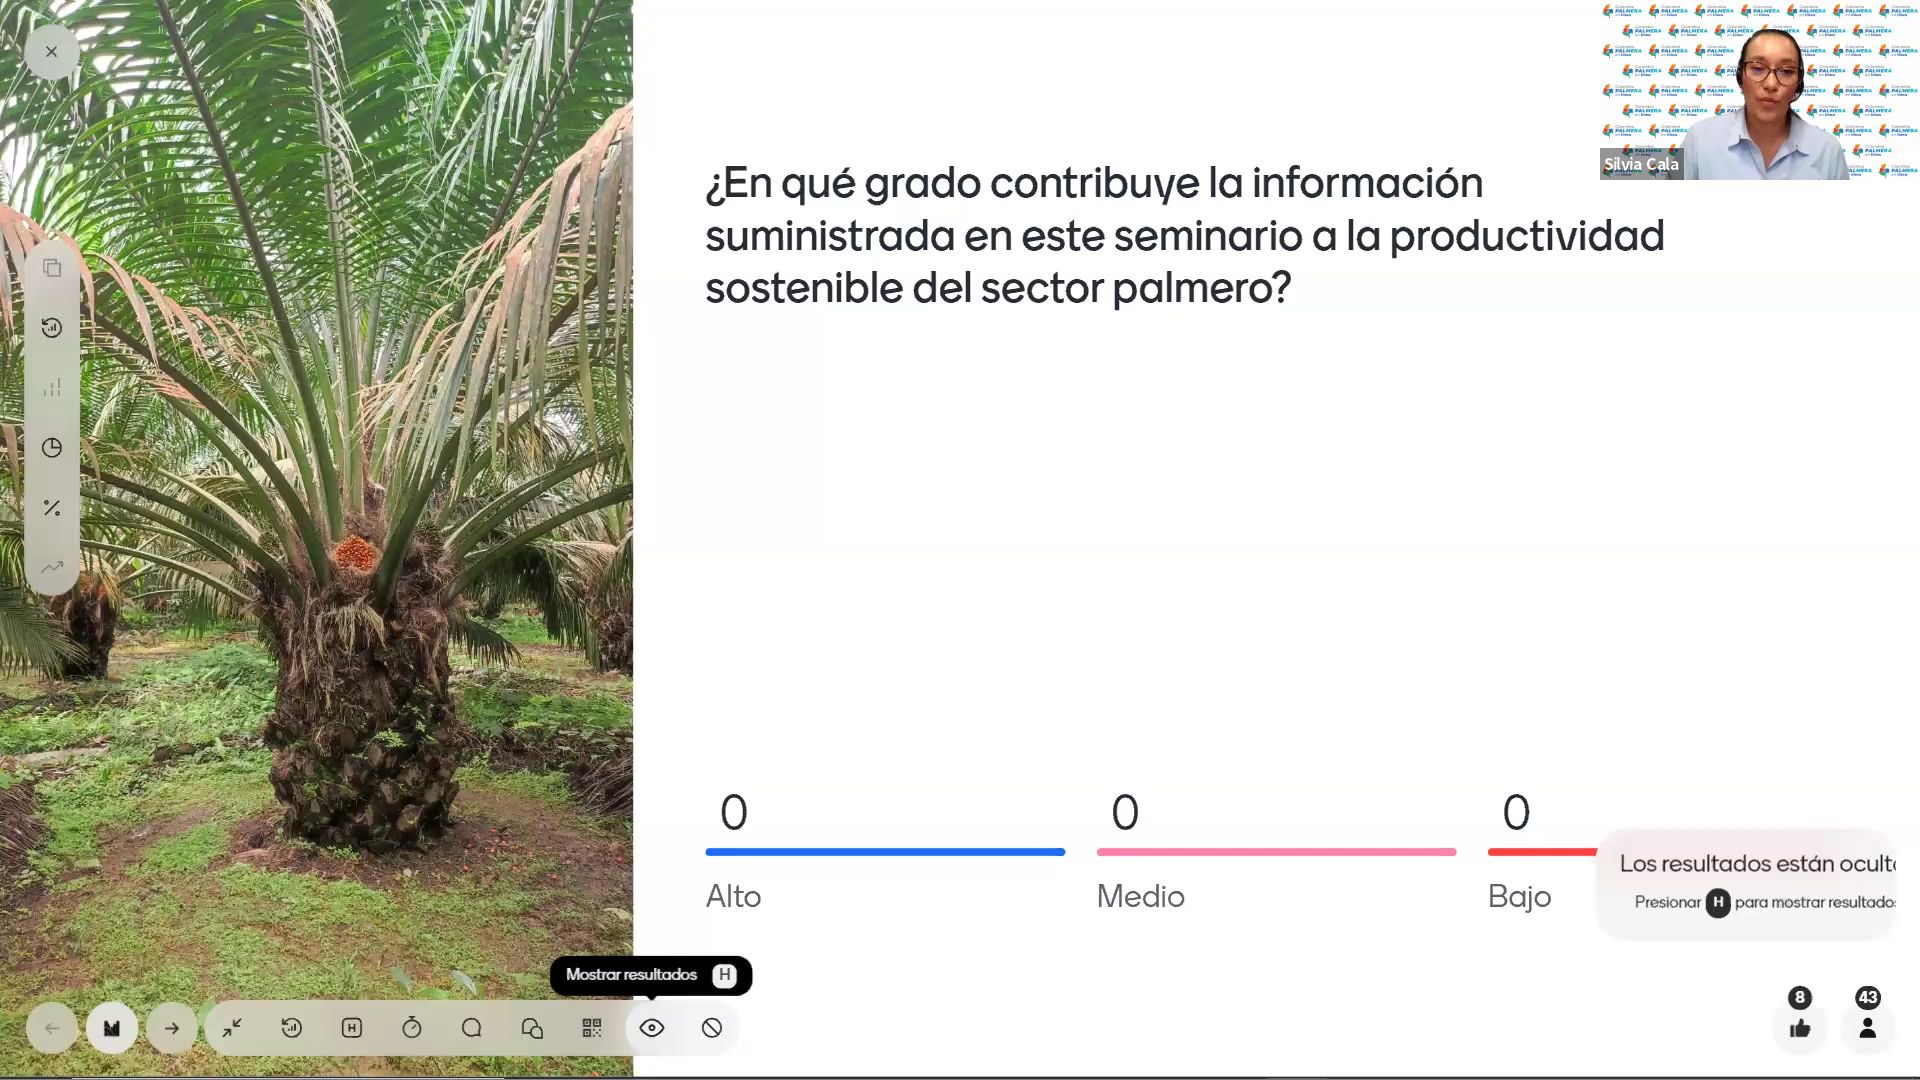 ¿En qué grado contribuye la información
suministrada en este seminario a la productividad
sostenible del sector palmero?
Silvia Cala
0
0
0
Alto
Medio
Bajo
Los resultados están oculto
Presionar H para mostrar resultados
Mostrar resultados H
H
8
43